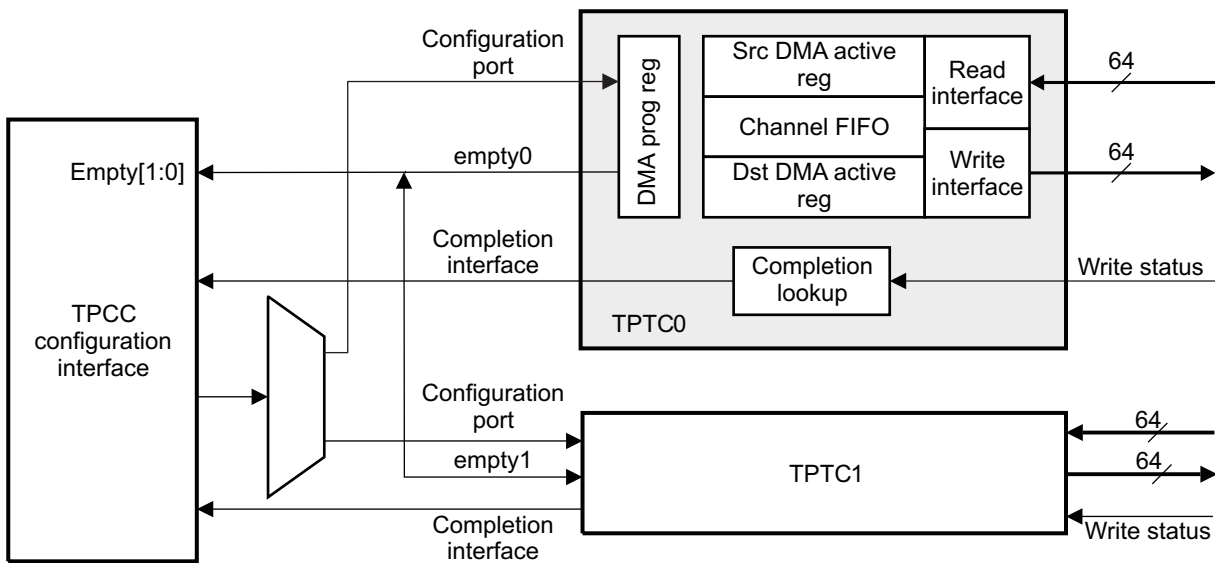 Configuration
port
DMA prog reg
Src DMA active
reg
Channel FIFO
Dst DMA active
reg
Read
interface
Write
interface
64
64
Empty[1:0]
empty0
Completion
interface
Completion
lookup
Write status
TPTC0
TPCC
configuration
interface
Configuration
port
empty1
Completion
interface
TPTC1
64
64
Write status